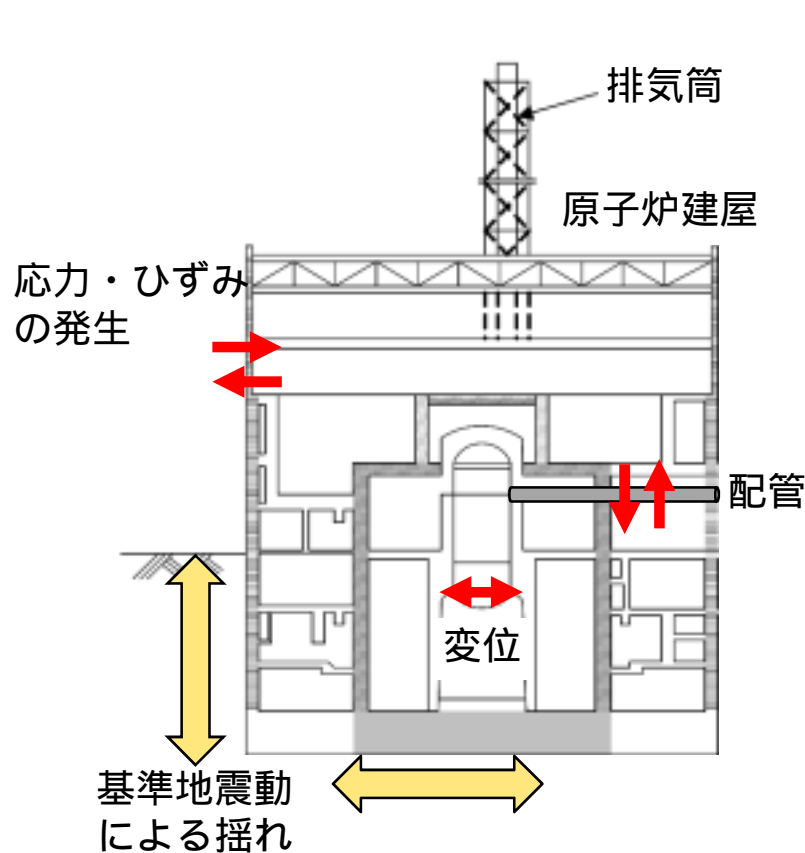 排気筒
原子炉建屋
応力・ひずみ
の発生
配管
変位
基準地震動
による揺れ